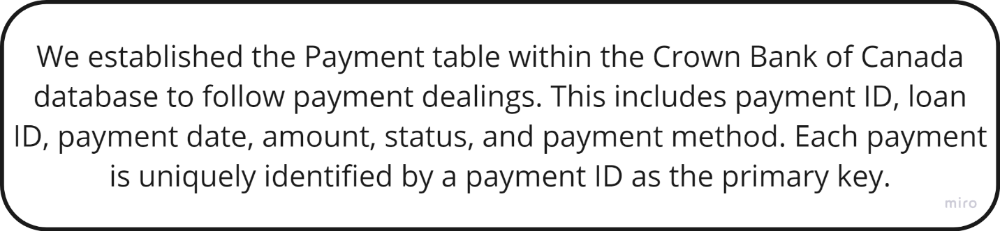 We established the Payment table within the Crown Bank of Canada
database to follow payment dealings. This includes payment ID, loan
ID, payment date, amount, status, and payment method. Each payment
is uniquely identified by a payment ID as the primary key.
miro